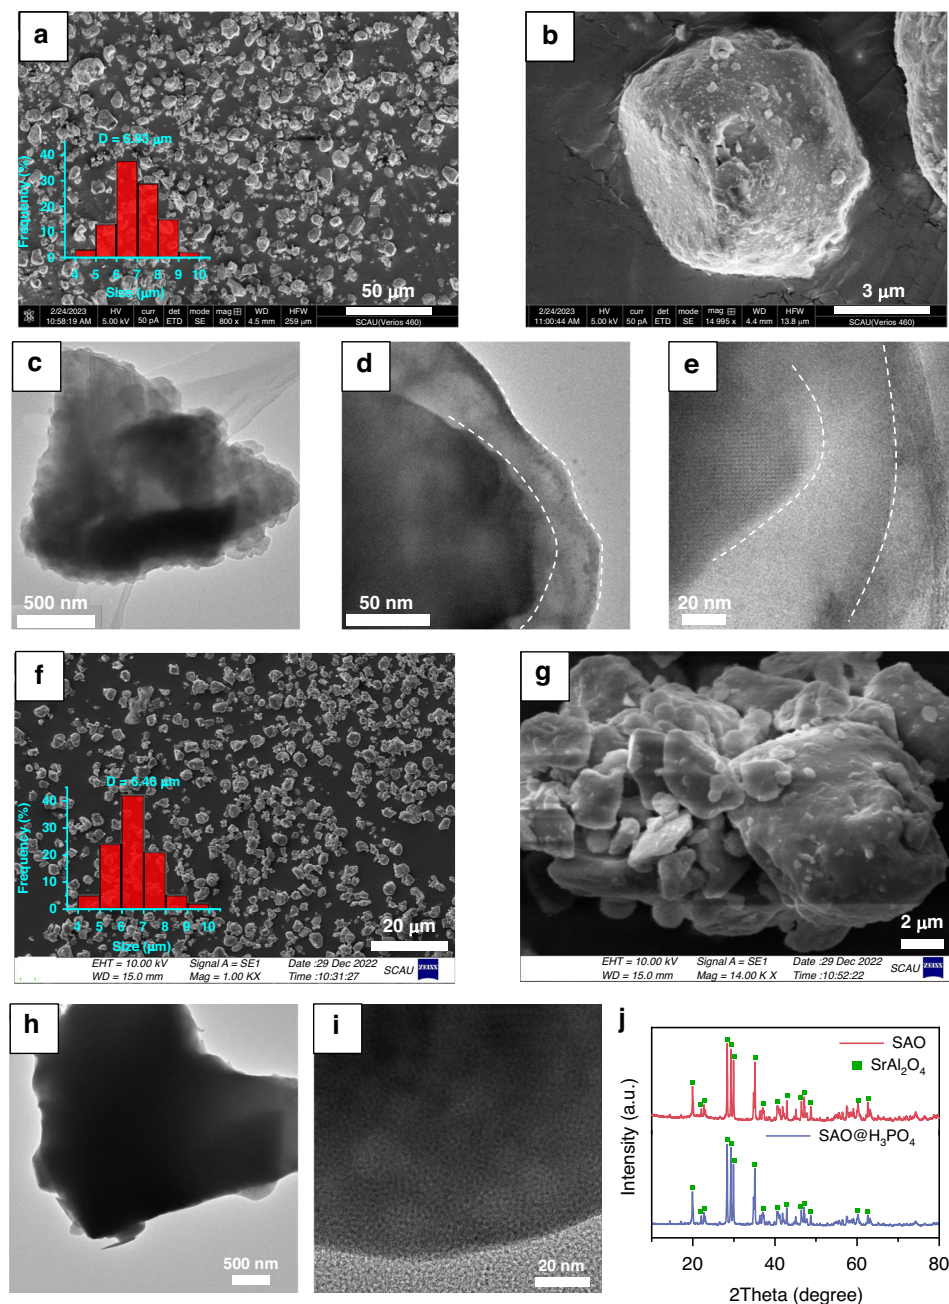 a
D = 6.93 μm
Frequency (%)
40
30
20
10
0
4 5 6 7 8 9 10
Size (μm)
50 μm
2/24/2023 HV curr det mode mag WD HFW
10:58:19 AM 5.00 kV 50 pA ETD SE 800 x 4.5 mm 259 μm SCAU(Verios 460)
b
3 μm
2/24/2023 HV curr det mode mag WD HFW
11:00:44 AM 5.00 kV 50 pA ETD SE 14 995 x 4.4 mm 13.8 μm SCAU(Verios 460)
c
500 nm
d
50 nm
e
20 nm
f
D = 6.46 μm
Frequency (%)
40
30
20
10
0
4 5 6 7 8 9 10
Size (μm)
20 μm
EHT = 10.00 kV Signal A = SE1 Date :29 Dec 2022
WD = 15.0 mm Mag = 1.00 KX Time :10:31:27
SCAU ZEISS
g
2 μm
EHT = 10.00 kV Signal A = SE1 Date :29 Dec 2022
WD = 15.0 mm Mag = 14.00 K X Time :10:52:22
SCAU ZEISS
h
500 nm
i
20 nm
j
SAO
SrAl₂O₄
SAO@H₃PO₄
Intensity (a.u.)
20 40 60 80
2Theta (degree)